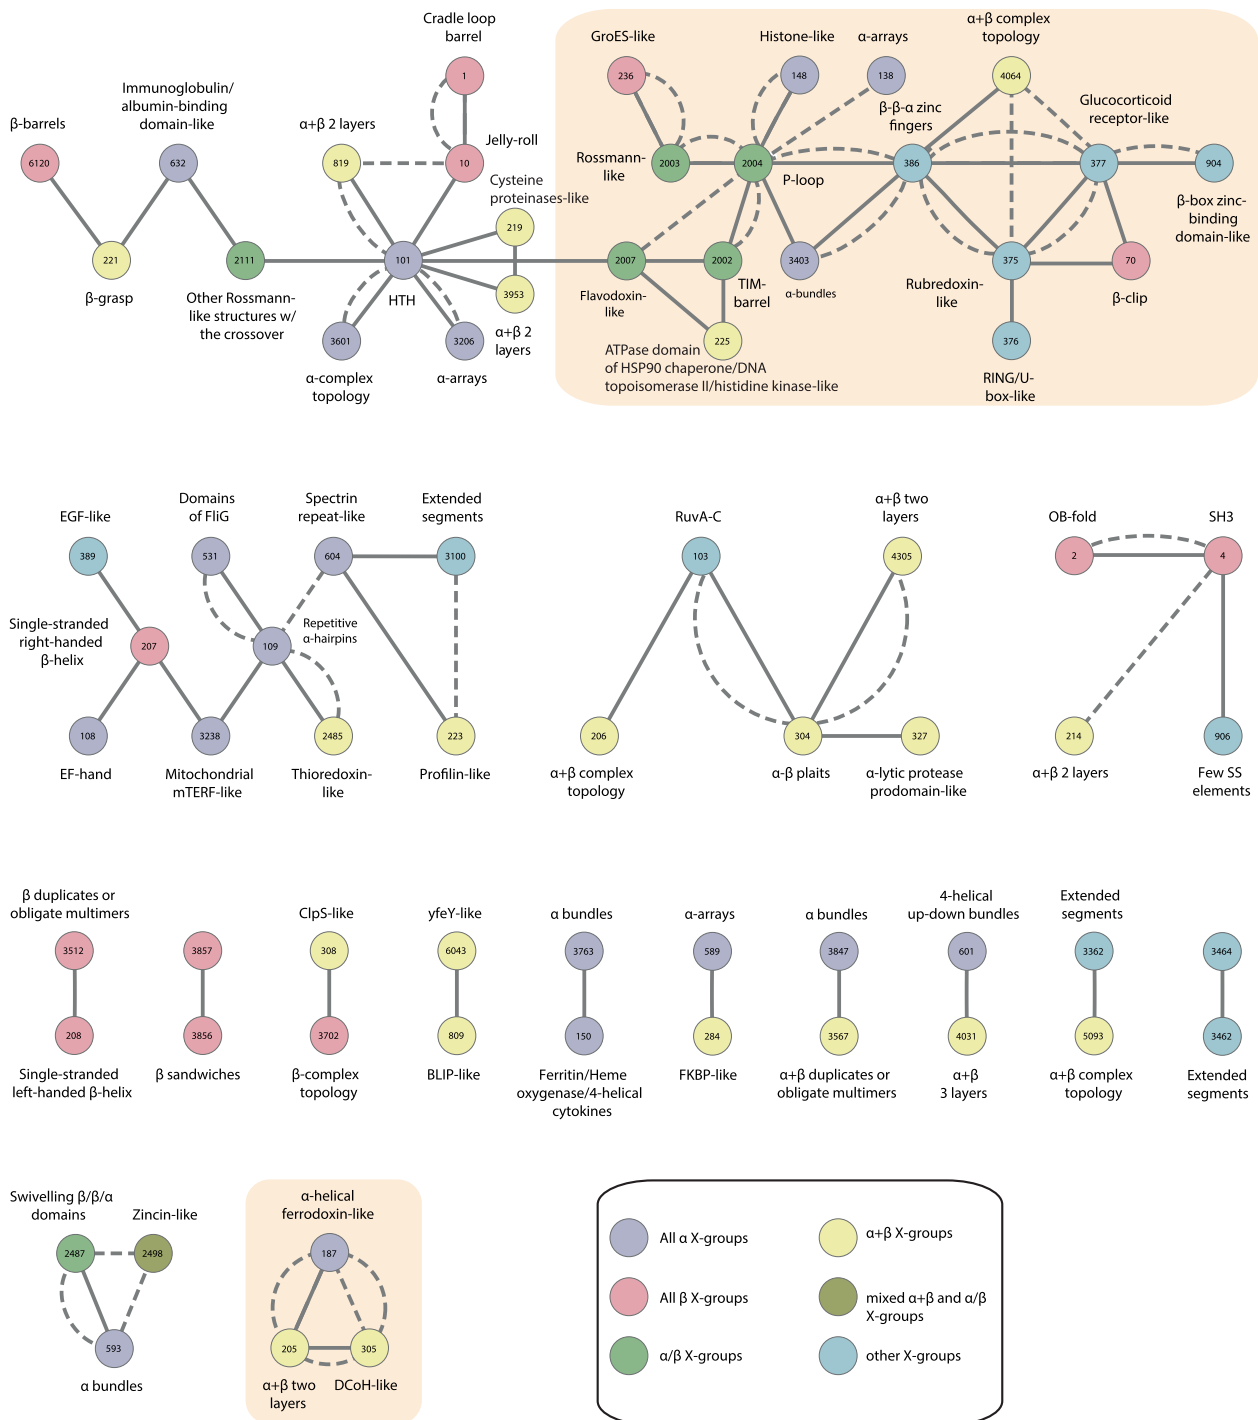 Cradle loop
barrel
1
GroES-like
236
Histone-like
148
α-arrays
138
α+β complex
topology
4064
β-barrels
6120
Immunoglobulin/
albumin-binding
domain-like
632
α+β 2 layers
819
Jelly-roll
10
Cysteine
proteinases-like
219
Rossmann-
like
2003
2004
P-loop
β-β-α zinc
fingers
386
Glucocorticoid
receptor-like
377
904
β-box zinc-
binding
domain-like
221
β-grasp
2111
Other Rossmann-
like structures w/
the crossover
101
HTH
3953
α+β 2
layers
3601
α-complex
topology
3206
α-arrays
2007
Flavodoxin-
like
2002
TIM-
barrel
3403
α-bundles
Rubredoxin-
like
375
70
β-clip
225
ATPase domain
of HSP90 chaperone/DNA
topoisomerase II/histidine kinase-like
376
RING/U-
box-like
EGF-like
389
Domains
of FliG
531
Spectrin
repeat-like
604
Extended
segments
3100
RuvA-C
103
α+β two
layers
4305
OB-fold
2
SH3
4
Single-stranded
right-handed
β-helix
207
109
Repetitive
α-hairpins
108
EF-hand
3238
Mitochondrial
mTERF-like
2485
Thioredoxin-
like
223
Profilin-like
206
α+β complex
topology
304
α-β plaits
327
α-lytic protease
prodomain-like
214
α+β 2 layers
906
Few SS
elements
β duplicates or
obligate multimers
3512
208
Single-stranded
left-handed β-helix
3857
3856
β sandwiches
ClpS-like
308
3702
β-complex
topology
yfeY-like
6043
809
BLIP-like
α bundles
3763
150
Ferritin/Heme
oxygenase/4-helical
cytokines
α-arrays
589
284
FKBP-like
α bundles
3847
3567
α+β duplicates or
obligate multimers
4-helical
up-down bundles
601
4031
α+β
3 layers
Extended
segments
3362
5093
α+β complex
topology
3464
3462
Extended
segments
Swivelling β/β/α
domains
2487
Zincin-like
2498
593
α bundles
α-helical
ferrodoxin-like
187
205
α+β two
layers
305
DCoH-like
All α X-groups
α+β X-groups
All β X-groups
mixed α+β and α/β
X-groups
α/β X-groups
other X-groups